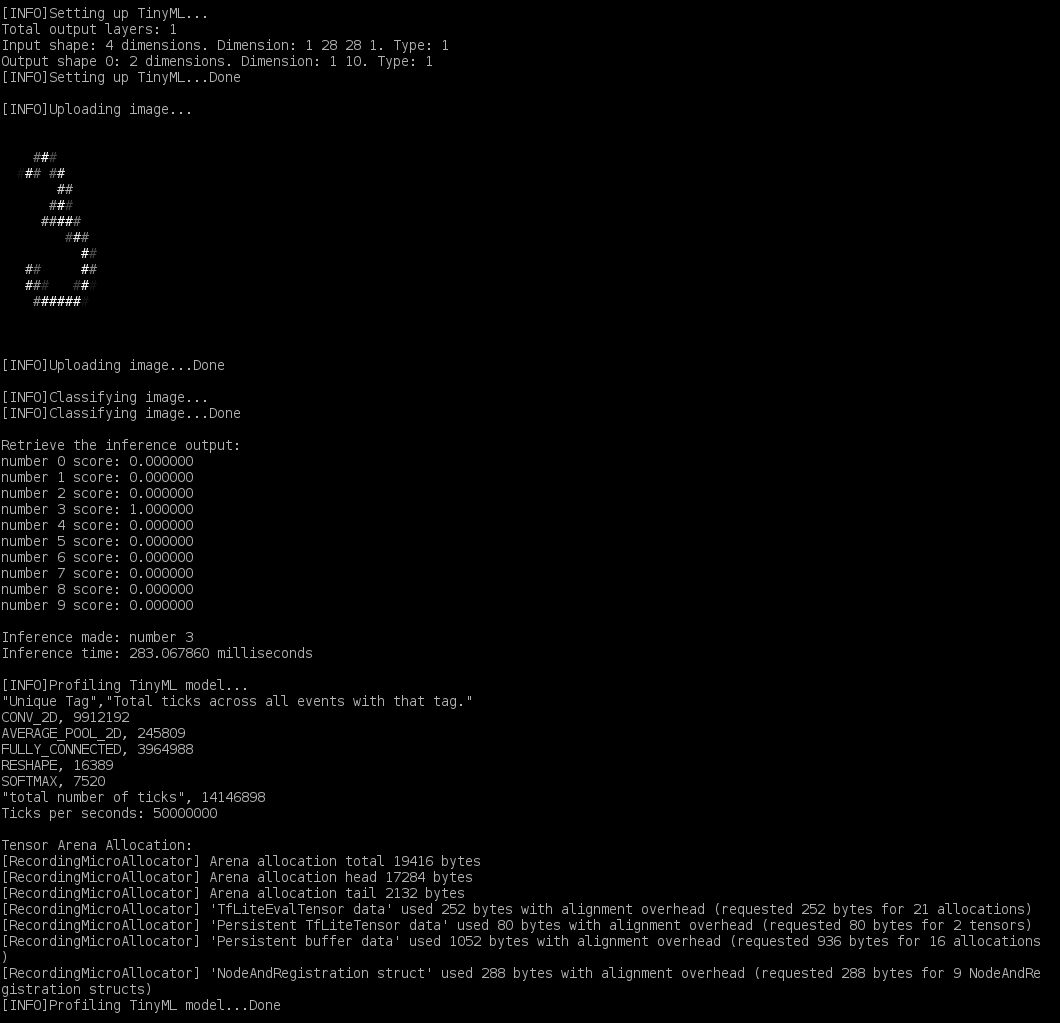 [INFO]Setting up TinyML...
Total output layers: 1
Input shape: 4 dimensions. Dimension: 1 28 28 1. Type: 1
Output shape 0: 2 dimensions. Dimension: 1 10. Type: 1
[INFO]Setting up TinyML...Done
[INFO]Uploading image...
    ###
  ### ##
       ##
      ###
     #####
        ###
          ##
   ##     ##
   ###   ##
    #######
[INFO]Uploading image...Done
[INFO]Classifying image...
[INFO]Classifying image...Done
Retrieve the inference output:
number 0 score: 0.000000
number 1 score: 0.000000
number 2 score: 0.000000
number 3 score: 1.000000
number 4 score: 0.000000
number 5 score: 0.000000
number 6 score: 0.000000
number 7 score: 0.000000
number 8 score: 0.000000
number 9 score: 0.000000
Inference made: number 3
Inference time: 283.067860 milliseconds
[INFO]Profiling TinyML model...
"Unique Tag","Total ticks across all events with that tag."
CONV_2D, 9912192
AVERAGE_POOL_2D, 245809
FULLY_CONNECTED, 3964988
RESHAPE, 16389
SOFTMAX, 7520
"total number of ticks", 14146898
Ticks per seconds: 50000000
Tensor Arena Allocation:
[RecordingMicroAllocator] Arena allocation total 19416 bytes
[RecordingMicroAllocator] Arena allocation head 17284 bytes
[RecordingMicroAllocator] Arena allocation tail 2132 bytes
[RecordingMicroAllocator] 'TfLiteEvalTensor data' used 252 bytes with alignment overhead (requested 252 bytes for 21 allocations)
[RecordingMicroAllocator] 'Persistent TfLiteTensor data' used 80 bytes with alignment overhead (requested 80 bytes for 2 tensors)
[RecordingMicroAllocator] 'Persistent buffer data' used 1052 bytes with alignment overhead (requested 936 bytes for 16 allocations
)
[RecordingMicroAllocator] 'NodeAndRegistration struct' used 288 bytes with alignment overhead (requested 288 bytes for 9 NodeAndRe
gistration structs)
[INFO]Profiling TinyML model...Done